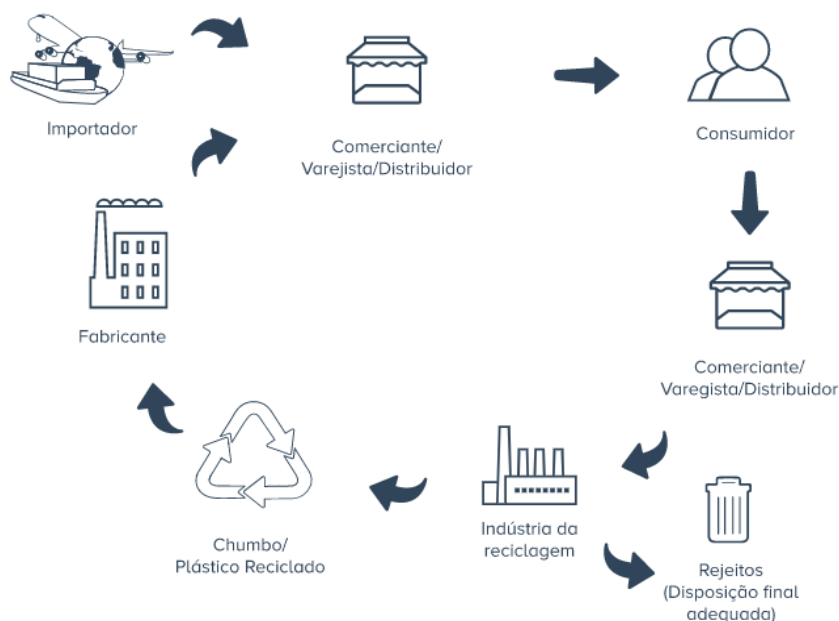 Importador
Comerciante/
Varejista/Distribuidor
Consumidor
Fabricante
Comerciante/
Varegista/Distribuidor
Indústria da
reciclagem
Chumbo/
Plástico Reciclado
Rejeitos
(Disposição final
adequada)